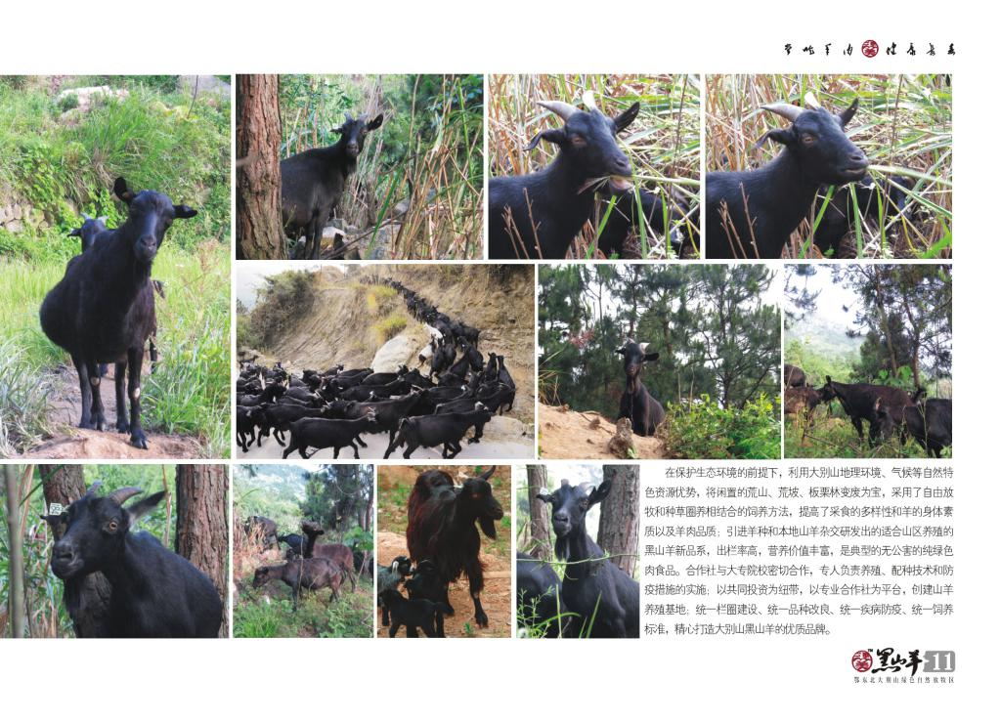 常吃羊肉 健康长寿
在保护生态环境的前提下，利用大别山地理环境、气候等自然特
色资源优势，将闲置的荒山、荒坡、板栗林变废为宝，采用了自由放
牧和种草圈养相结合的饲养方法，提高了采食的多样性和羊的身体素
质以及羊肉品质；引进羊种和本地山羊杂交研发出的适合山区养殖的
黑山羊新品系，出栏率高，营养价值丰富，是典型的无公害的纯绿色
肉食品。合作社与大专院校密切合作，专人负责养殖、配种技术和防
疫措施的实施；以共同投资为纽带，以专业合作社为平台，创建山羊
养殖基地；统一栏圈建设、统一品种改良、统一疾病防疫、统一饲养
标准，精心打造大别山黑山羊的优质品牌。
TM 黑山羊 11
鄂东北大别山绿色自然放牧区